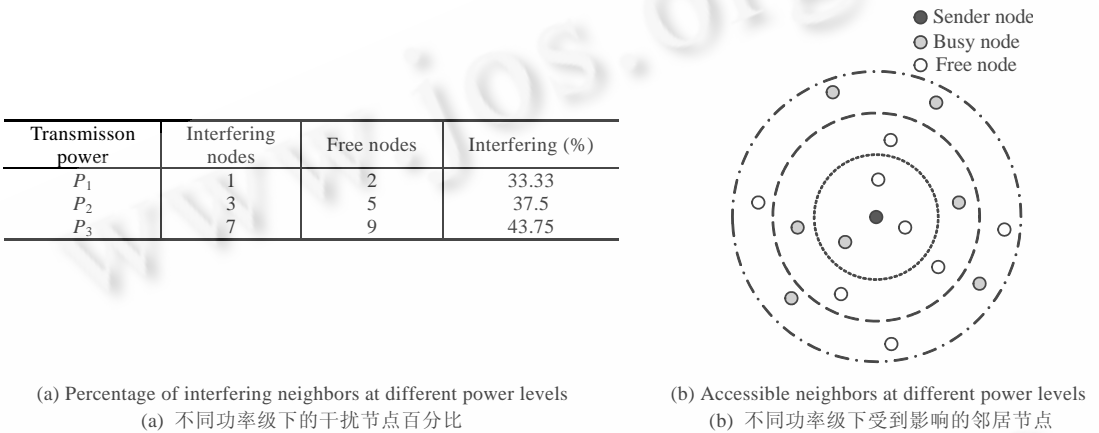 www.jos.org
Sender node
Busy node
Free node
Transmisson power Interfering nodes Free nodes Interfering (%)
P1 1 2 33.33
P2 3 5 37.5
P3 7 9 43.75
(a) Percentage of interfering neighbors at different power levels
(a) 不同功率级下的干扰节点百分比
(b) Accessible neighbors at different power levels
(b) 不同功率级下受到影响的邻居节点